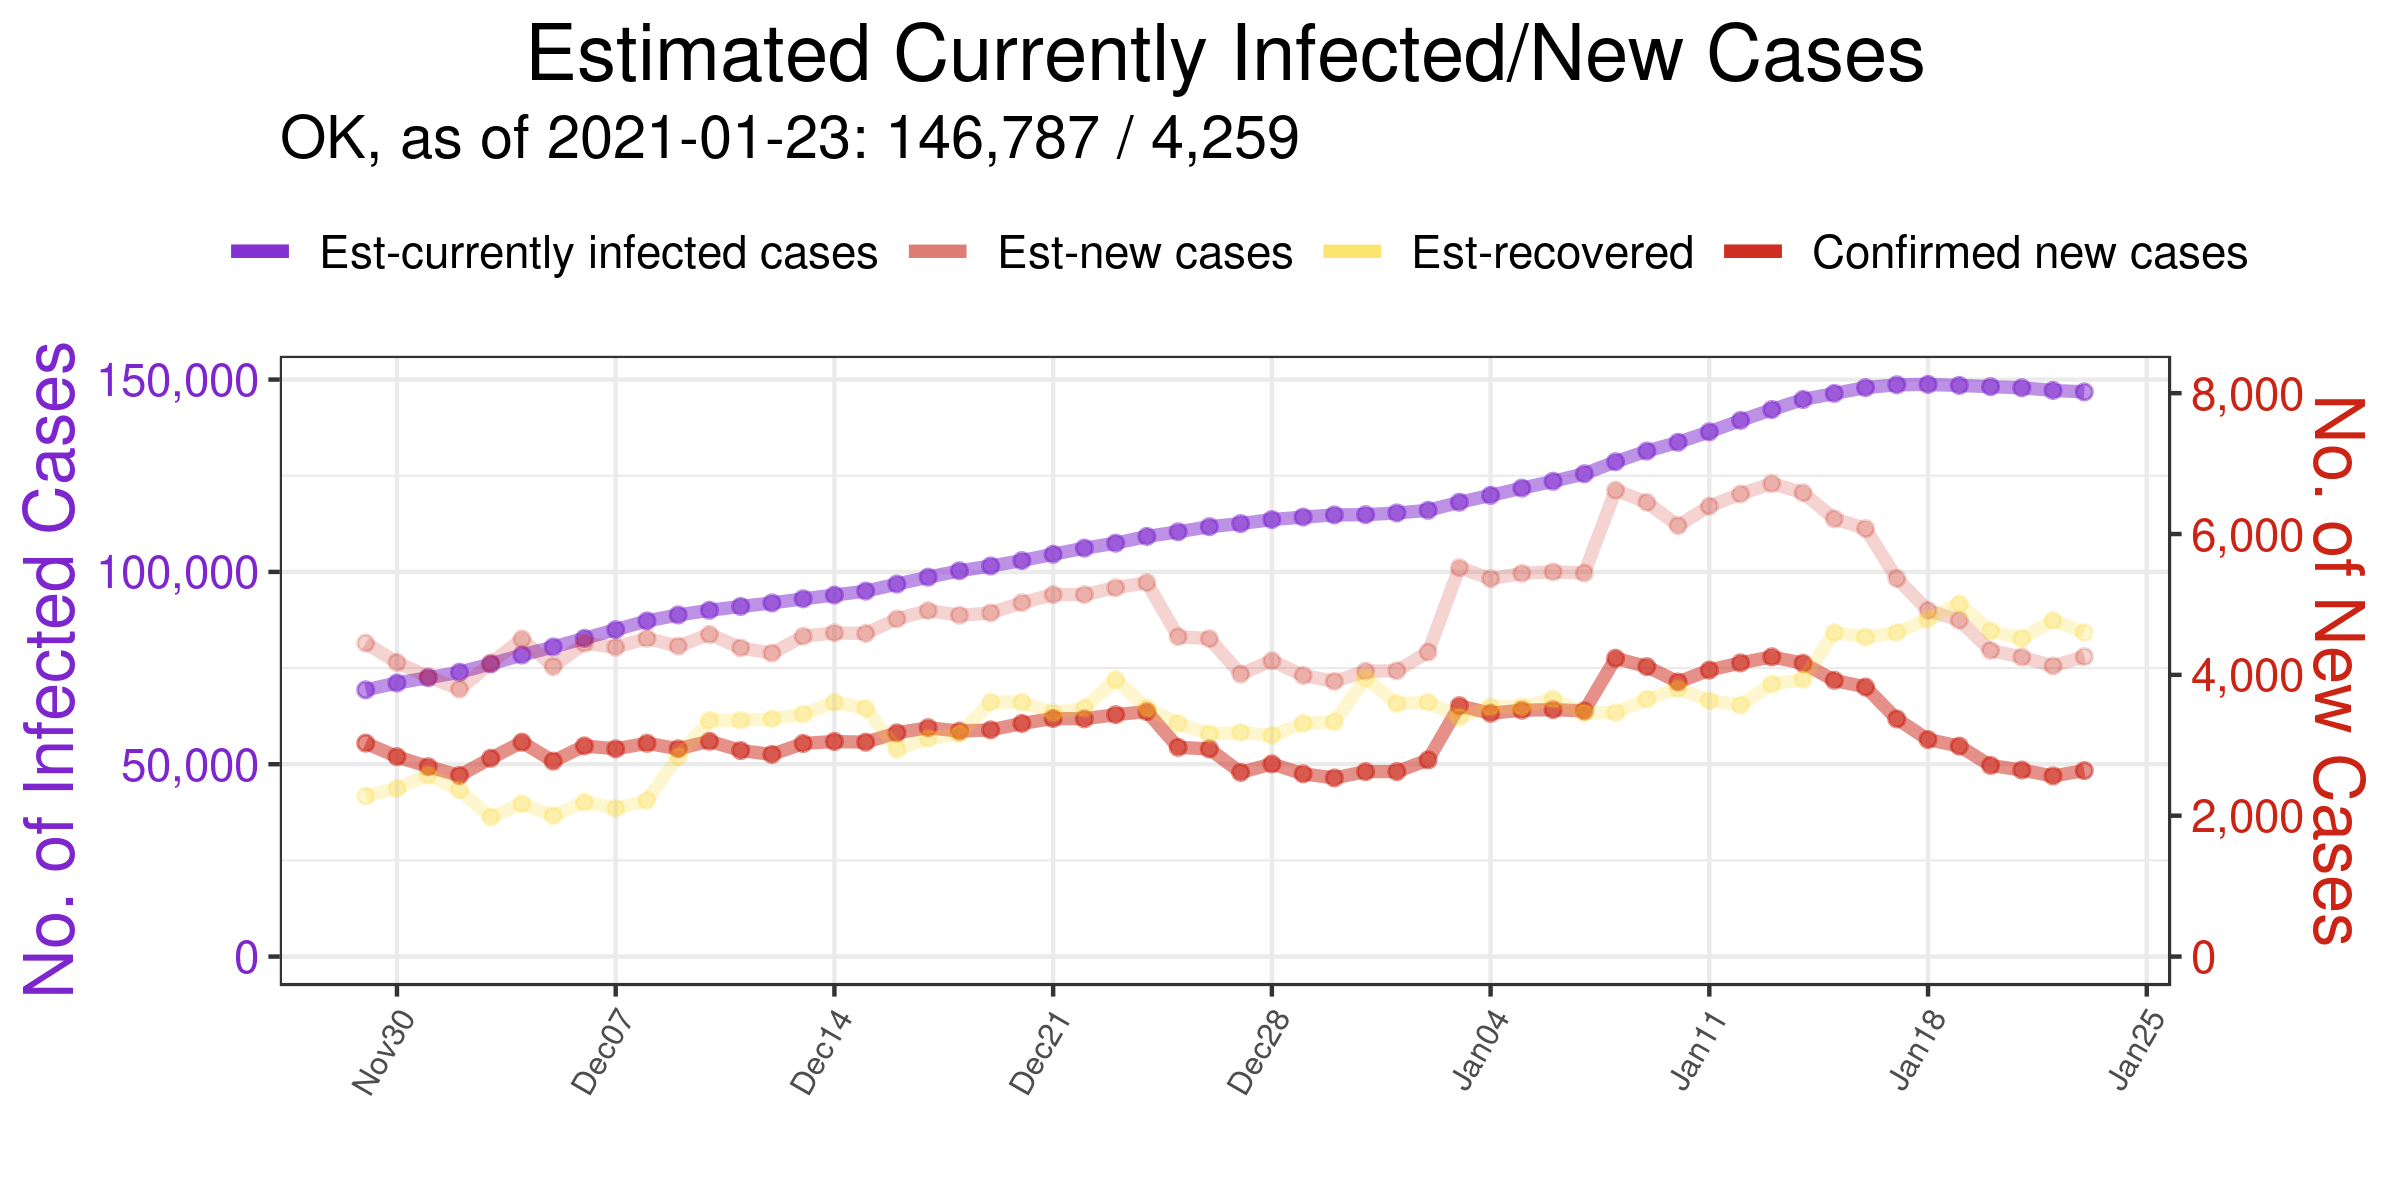 Estimated Currently Infected/New Cases
OK, as of 2021-01-23: 146,787 / 4,259
Est-currently infected cases Est-new cases Est-recovered Confirmed new cases
No. of Infected Cases
150,000
100,000
50,000
0
8,000
6,000
4,000
2,000
0
No. of New Cases
Nov30 Dec07 Dec14 Dec21 Dec28 Jan04 Jan11 Jan18 Jan25